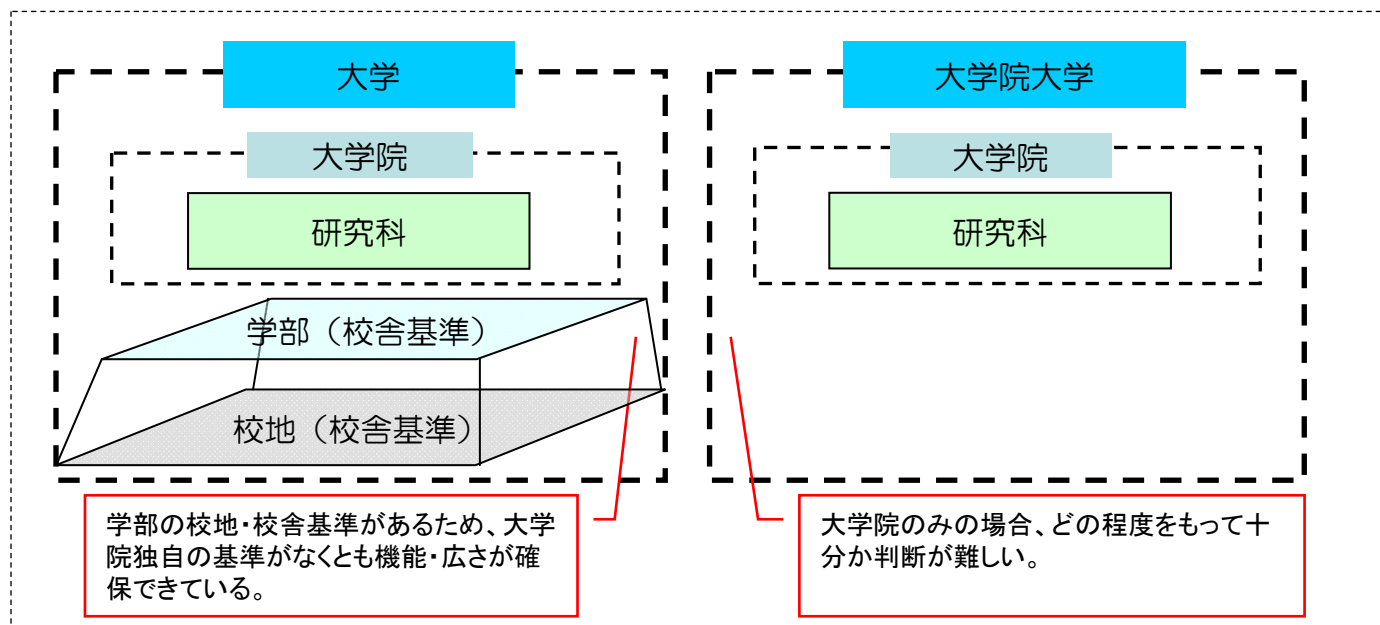 大学
大学院
研究科
学部（校舎基準）
校地（校舎基準）
学部の校地・校舎基準があるため、大学
院独自の基準がなくとも機能・広さが確
保できている。
大学院大学
大学院
研究科
大学院のみの場合、どの程度をもって十
分か判断が難しい。